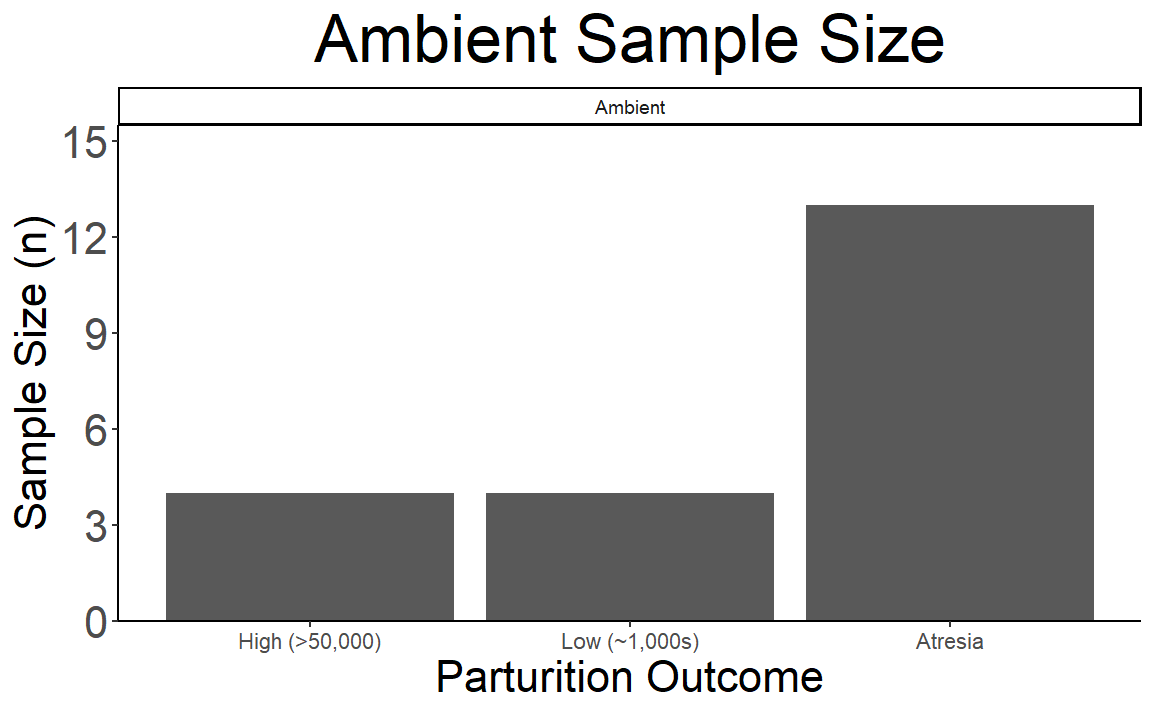 Ambient Sample Size
Ambient
Sample Size (n)
15
12
9
6
3
0
High (>50,000)
Low (~1,000s)
Atresia
Parturition Outcome